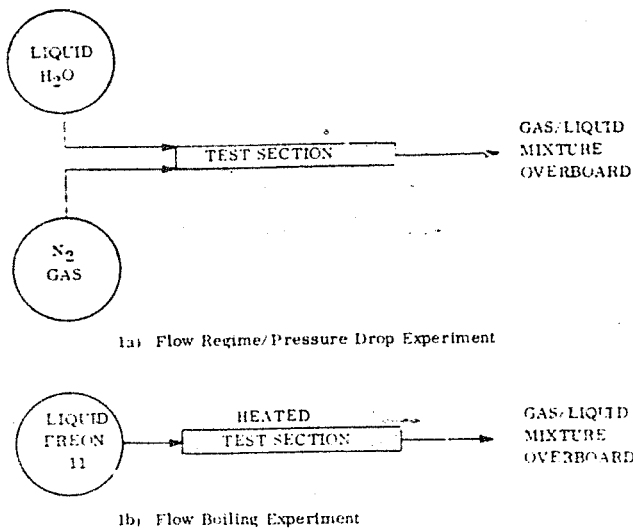 LIQUID
H2O
TEST SECTION
GAS/LIQUID
MIXTURE
OVERBOARD
N2
GAS
1a) Flow Regime/Pressure Drop Experiment
LIQUID
FREON
11
HEATED
TEST SECTION
GAS/LIQUID
MIXTURE
OVERBOARD
1b) Flow Boiling Experiment